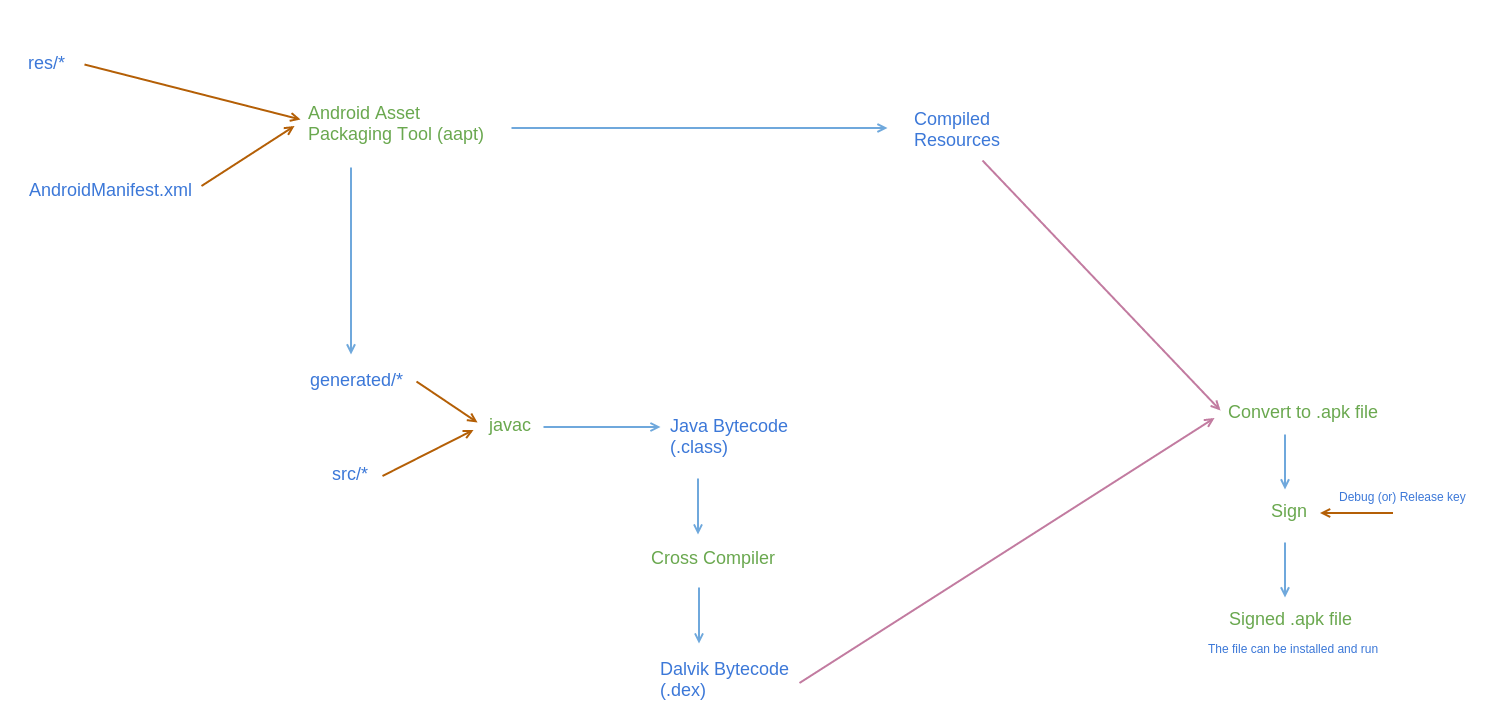 res/*
Android Asset
Packaging Tool (aapt)
Compiled
Resources
AndroidManifest.xml
generated/*
javac
src/*
Java Bytecode
(.class)
Cross Compiler
Dalvik Bytecode
(.dex)
Convert to .apk file
Debug (or) Release key
Sign
Signed .apk file
The file can be installed and run